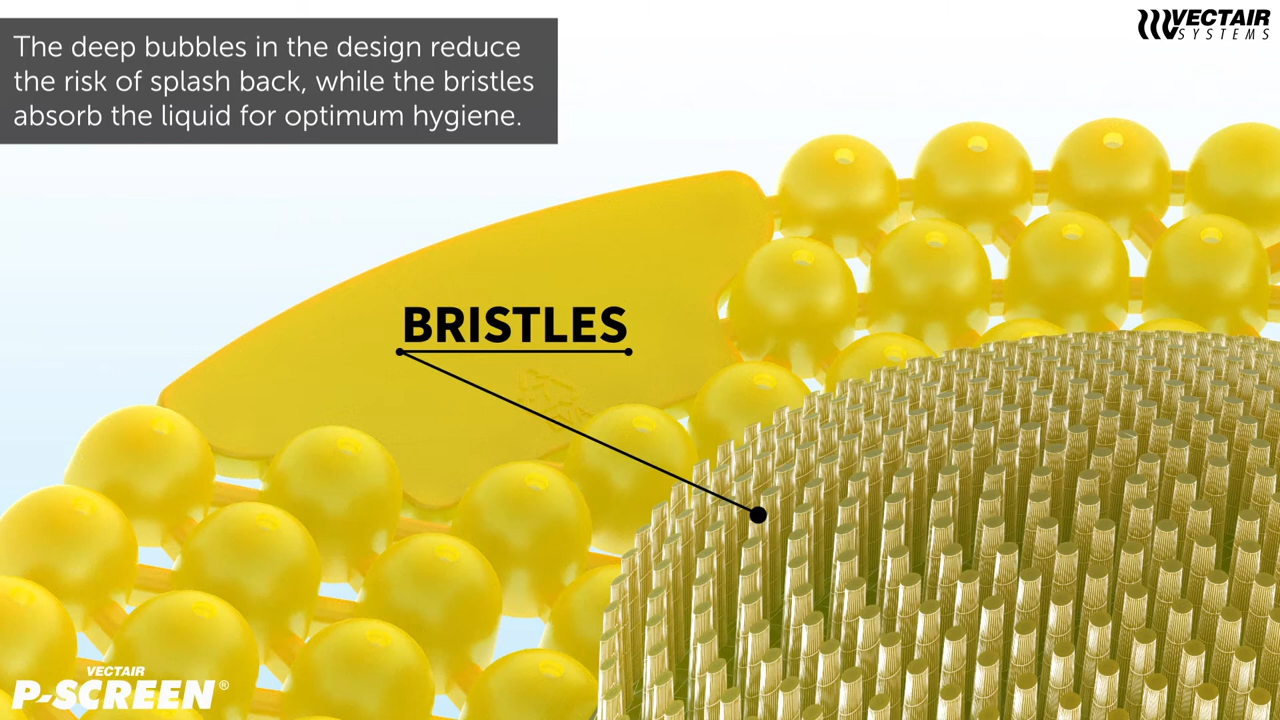 The deep bubbles in the design reduce
the risk of splash back, while the bristles
absorb the liquid for optimum hygiene.
VECTAIR
SYSTEMS
BRISTLES
VECTAIR
P-SCREEN®